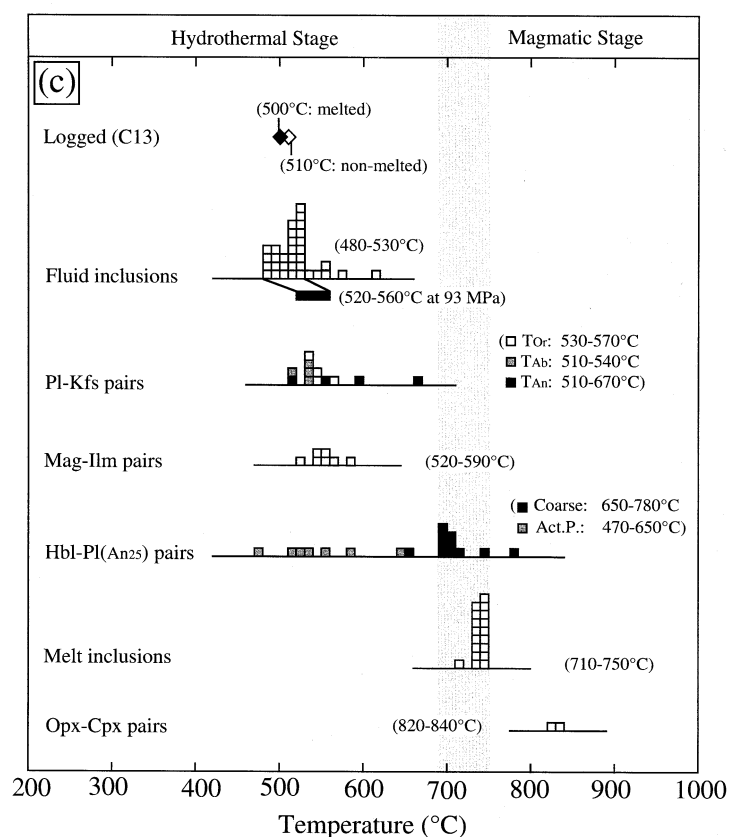 Hydrothermal Stage
Magmatic Stage
(c)
(500°C: melted)
Logged (C13)
(510°C: non-melted)
(480-530°C)
Fluid inclusions
(520-560°C at 93 MPa)
(□ TOr: 530-570°C
TAb: 510-540°C
Pl-Kfs pairs
■ TAn: 510-670°C)
Mag-Ilm pairs
(520-590°C)
(■ Coarse: 650-780°C
Act.P.: 470-650°C)
Hbl-Pl(An25) pairs
Melt inclusions
(710-750°C)
Opx-Cpx pairs
(820-840°C)
200 300 400 500 600 700 800 900 1000
Temperature (°C)